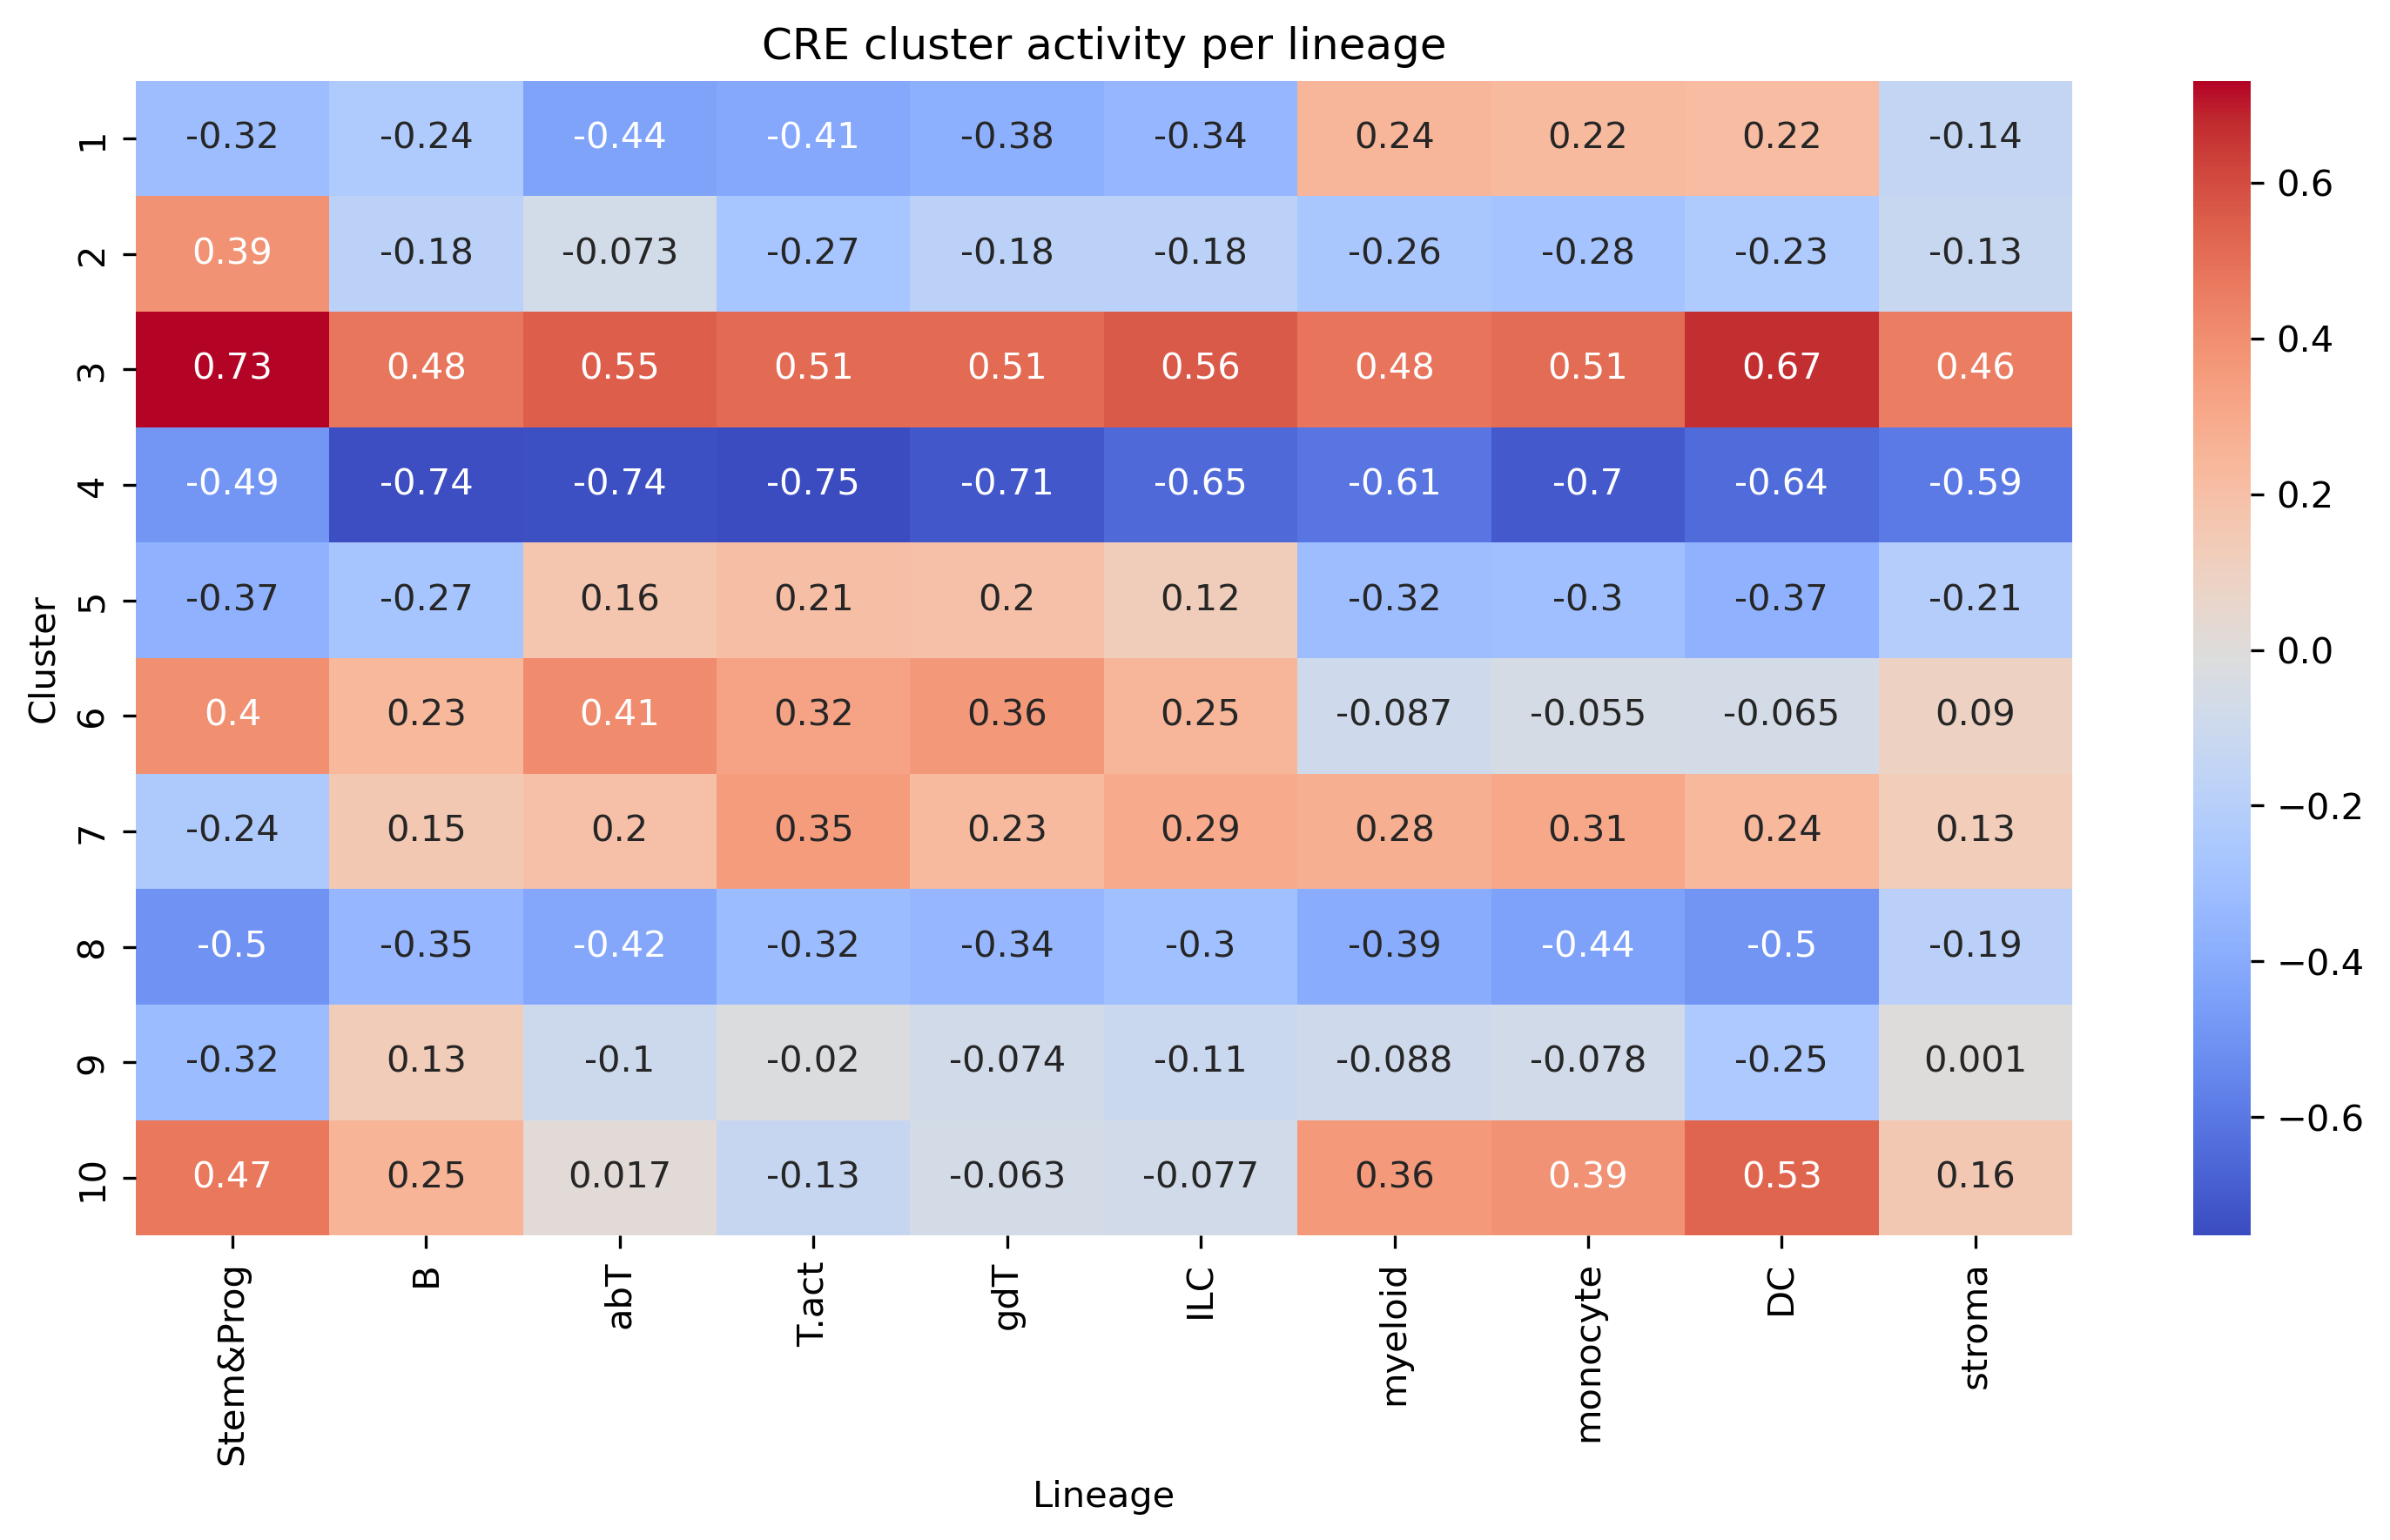 CRE cluster activity per lineage
1 -0.32 -0.24 -0.44 -0.41 -0.38 -0.34 0.24 0.22 0.22 -0.14
2 0.39 -0.18 -0.073 -0.27 -0.18 -0.18 -0.26 -0.28 -0.23 -0.13
3 0.73 0.48 0.55 0.51 0.51 0.56 0.48 0.51 0.67 0.46
4 -0.49 -0.74 -0.74 -0.75 -0.71 -0.65 -0.61 -0.7 -0.64 -0.59
5 -0.37 -0.27 0.16 0.21 0.2 0.12 -0.32 -0.3 -0.37 -0.21
6 0.4 0.23 0.41 0.32 0.36 0.25 -0.087 -0.055 -0.065 0.09
7 -0.24 0.15 0.2 0.35 0.23 0.29 0.28 0.31 0.24 0.13
8 -0.5 -0.35 -0.42 -0.32 -0.34 -0.3 -0.39 -0.44 -0.5 -0.19
9 -0.32 0.13 -0.1 -0.02 -0.074 -0.11 -0.088 -0.078 -0.25 0.001
10 0.47 0.25 0.017 -0.13 -0.063 -0.077 0.36 0.39 0.53 0.16
Cluster
Stem&Prog B abT T.act gdT ILC myeloid monocyte DC stroma
Lineage
0.6
0.4
0.2
0.0
−0.2
−0.4
−0.6